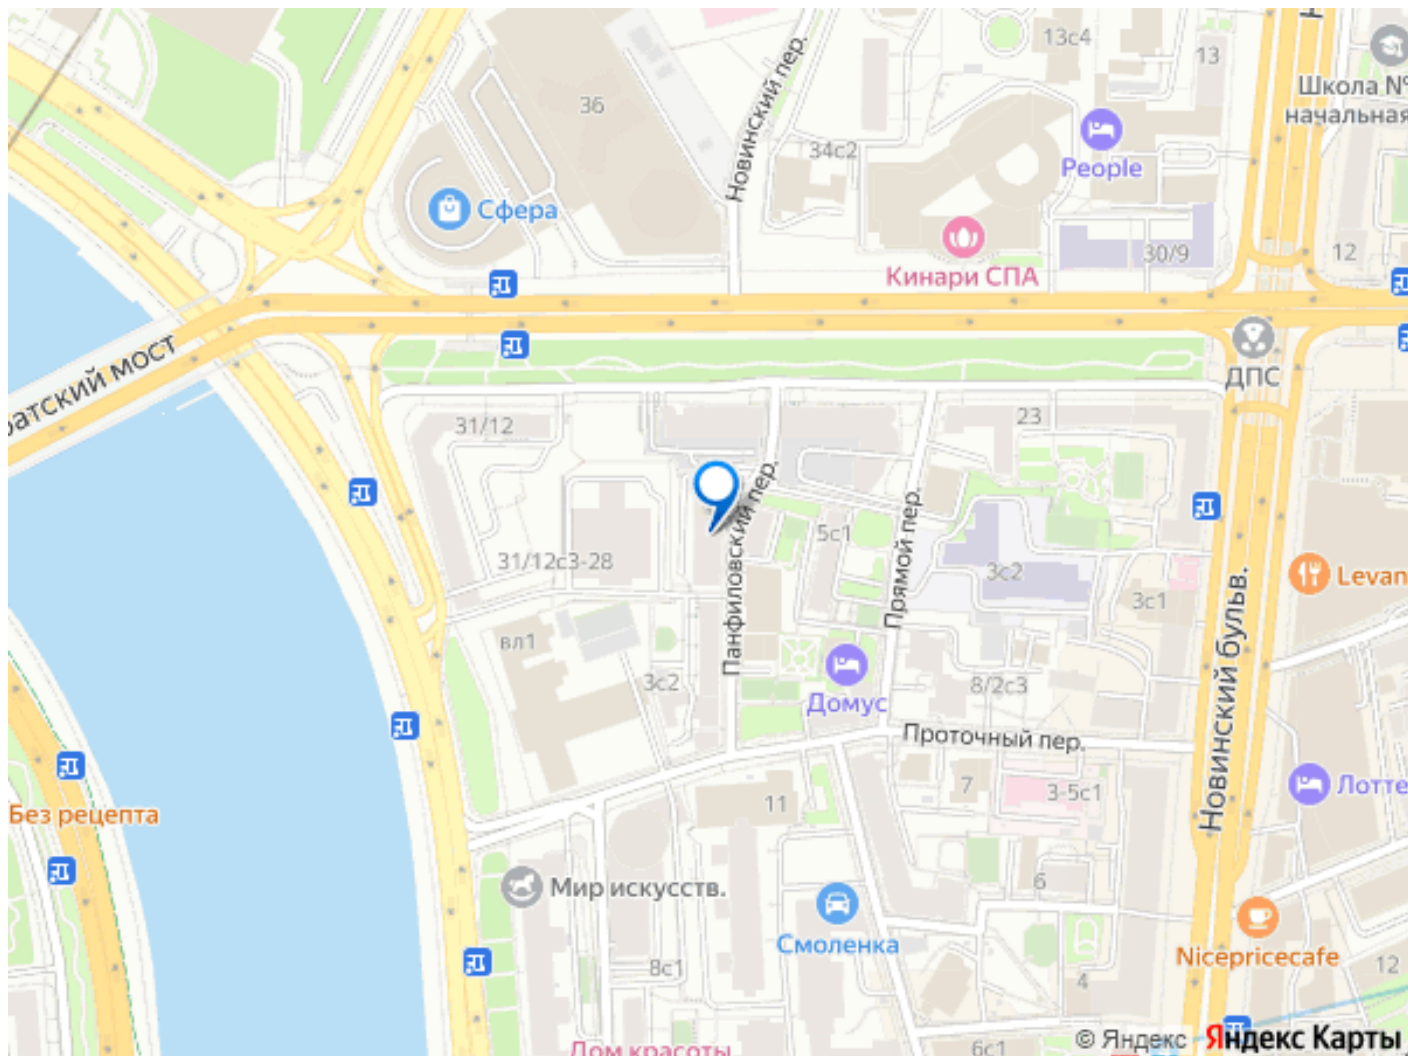 36
Новинский пер.
13с4
13
Школа №
начальная
34с2
People
Сфера
Кинари СПА
30/9
12
ратский мост
ДПС
31/12
23
Панфиловский пер.
5с1
Прямой пер.
3с2
31/12с3-28
3с1
Levan
вл1
Новинский бульв.
3с2
Домус
8/2с3
Проточный пер.
7
3-5с1
Лотте
Без рецепта
11
Мир искусств.
6
Смоленка
Nicepricecafe
8с1
4
12
Дом красоты
6с1
© Яндекс Яндекс Карты